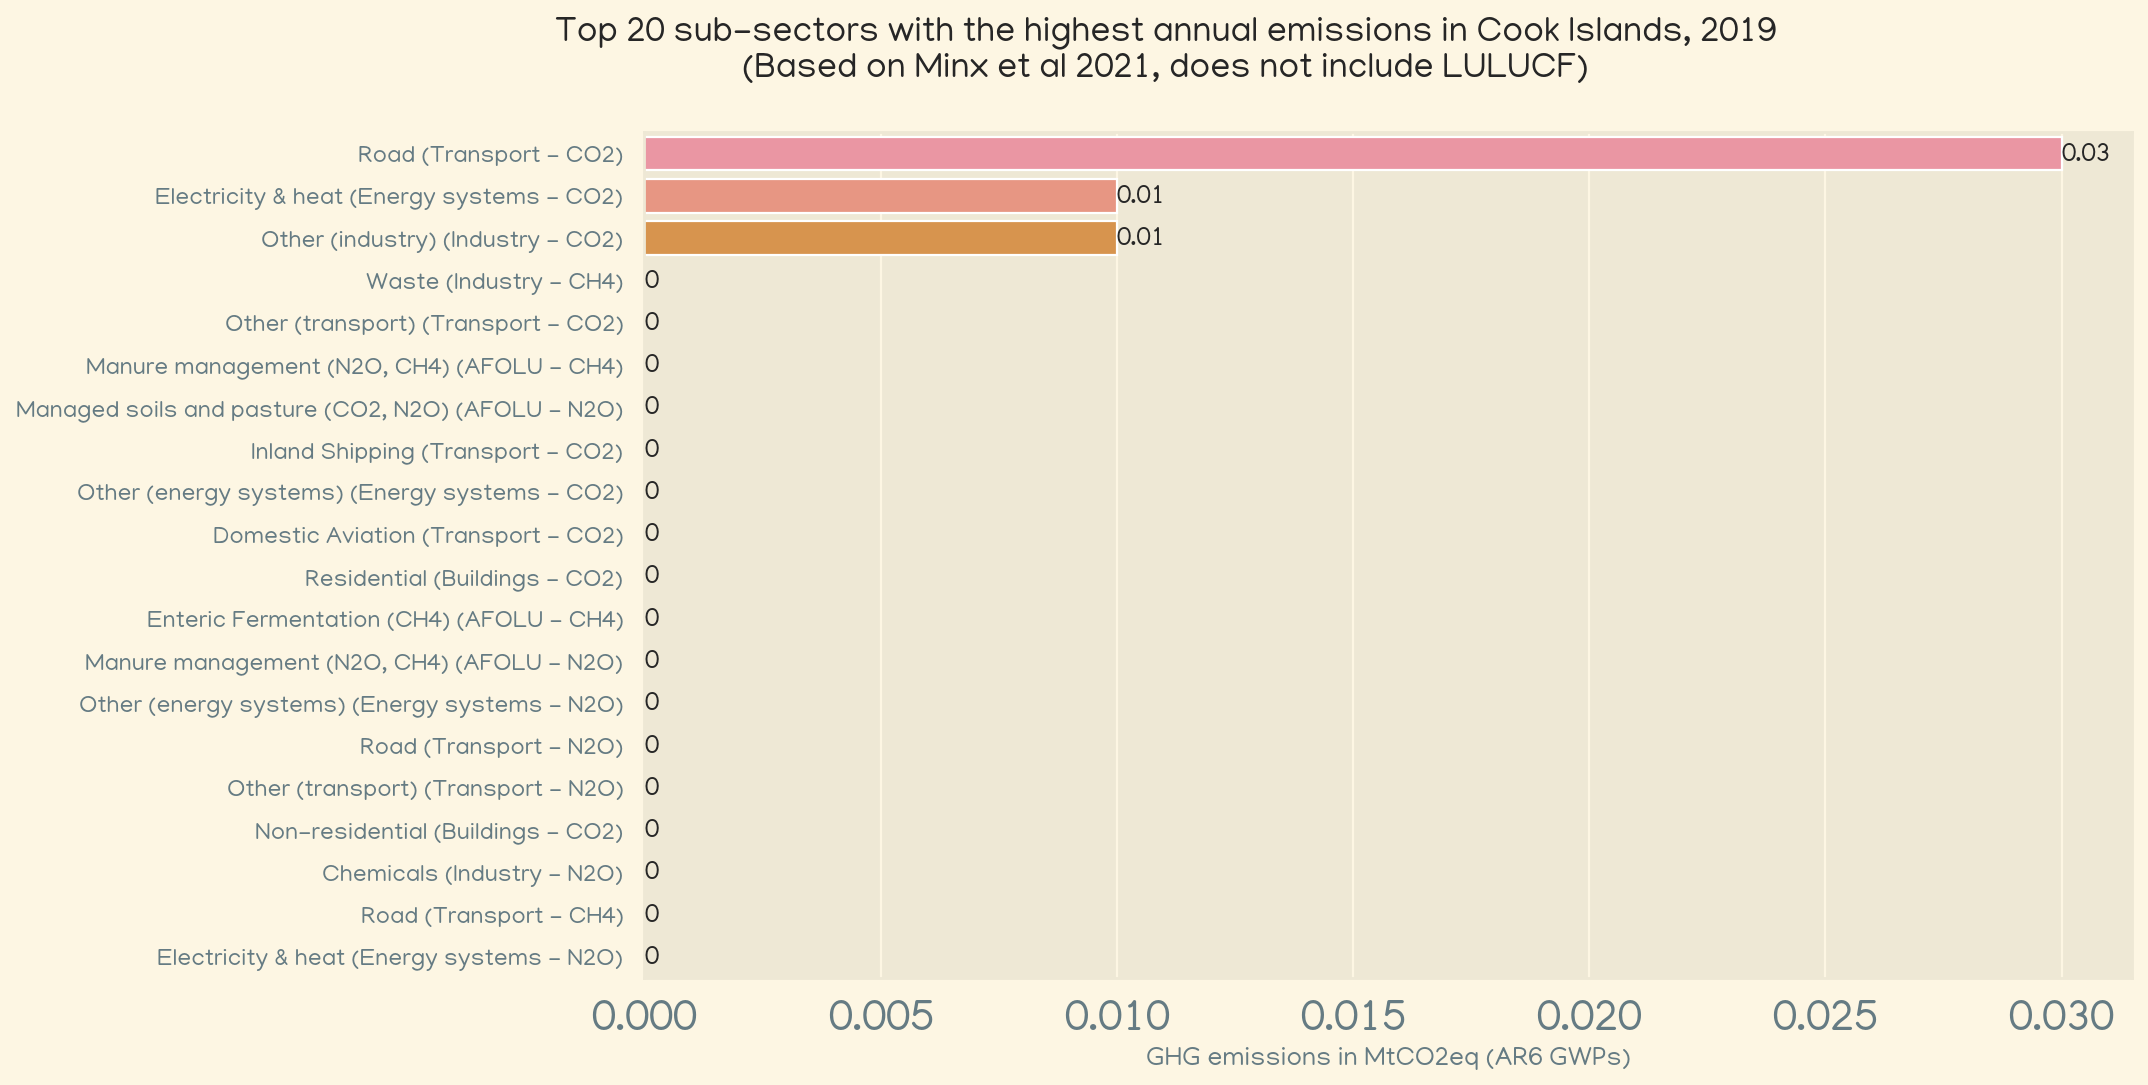 Top 20 sub-sectors with the highest annual emissions in Cook Islands, 2019
(Based on Minx et al 2021, does not include LULUCF)
Road (Transport - CO2) 0.03
Electricity & heat (Energy systems - CO2) 0.01
Other (industry) (Industry - CO2) 0.01
Waste (Industry - CH4) 0
Other (transport) (Transport - CO2) 0
Manure management (N2O, CH4) (AFOLU - CH4) 0
Managed soils and pasture (CO2, N2O) (AFOLU - N2O) 0
Inland Shipping (Transport - CO2) 0
Other (energy systems) (Energy systems - CO2) 0
Domestic Aviation (Transport - CO2) 0
Residential (Buildings - CO2) 0
Enteric Fermentation (CH4) (AFOLU - CH4) 0
Manure management (N2O, CH4) (AFOLU - N2O) 0
Other (energy systems) (Energy systems - N2O) 0
Road (Transport - N2O) 0
Other (transport) (Transport - N2O) 0
Non-residential (Buildings - CO2) 0
Chemicals (Industry - N2O) 0
Road (Transport - CH4) 0
Electricity & heat (Energy systems - N2O) 0
0.000 0.005 0.010 0.015 0.020 0.025 0.030
GHG emissions in MtCO2eq (AR6 GWPs)